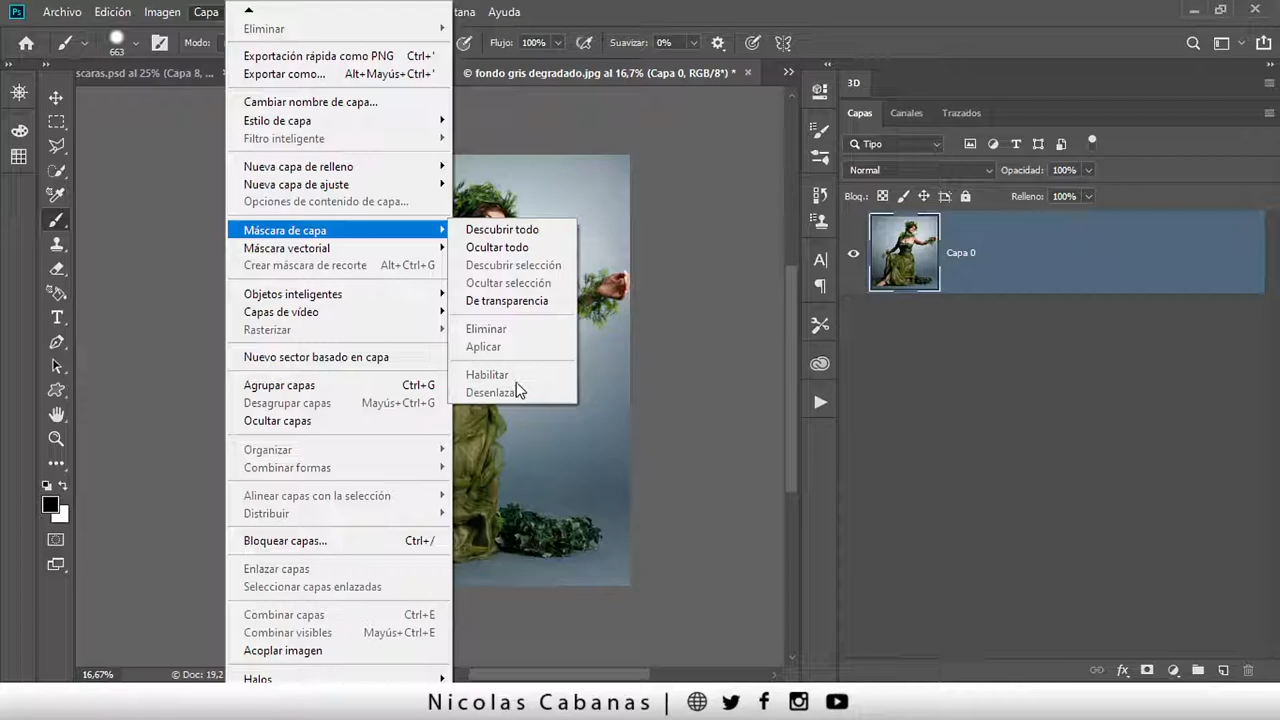 Ps Archivo Edición Imagen Capa tana Ayuda
Eliminar
663 Modo: Flujo: 100% Suavizar: 0%
Exportación rápida como PNG Ctrl+'
Exportar como... Alt+Mayús+Ctrl+'
scaras.psd al 25% (Capa 8, ...
© fondo gris degradado.jpg al 16,7% (Capa 0, RGB/8*) *
3D
Cambiar nombre de capa...
Estilo de capa
Filtro inteligente
Capas Canales Trazados
Tipo
Normal Opacidad: 100%
Bloq.: Relleno: 100%
Capa 0
Nueva capa de relleno
Nueva capa de ajuste
Opciones de contenido de capa...
Máscara de capa
Máscara vectorial
Crear máscara de recorte Alt+Ctrl+G
Descubrir todo
Ocultar todo
Descubrir selección
Ocultar selección
De transparencia
Eliminar
Aplicar
Habilitar
Objetos inteligentes
Capas de vídeo
Rasterizar
Nuevo sector basado en capa
Agrupar capas Ctrl+G
Desagrupar capas Mayús+Ctrl+G
Ocultar capas
Organizar
Combinar formas
Alinear capas con la selección
Distribuir
Bloquear capas... Ctrl+/
Enlazar capas
Seleccionar capas enlazadas
Combinar capas Ctrl+E
Combinar visibles Mayús+Ctrl+E
Acoplar imagen
Halos
16,67% © Doc: 19,2
Nicolas Cabanas |